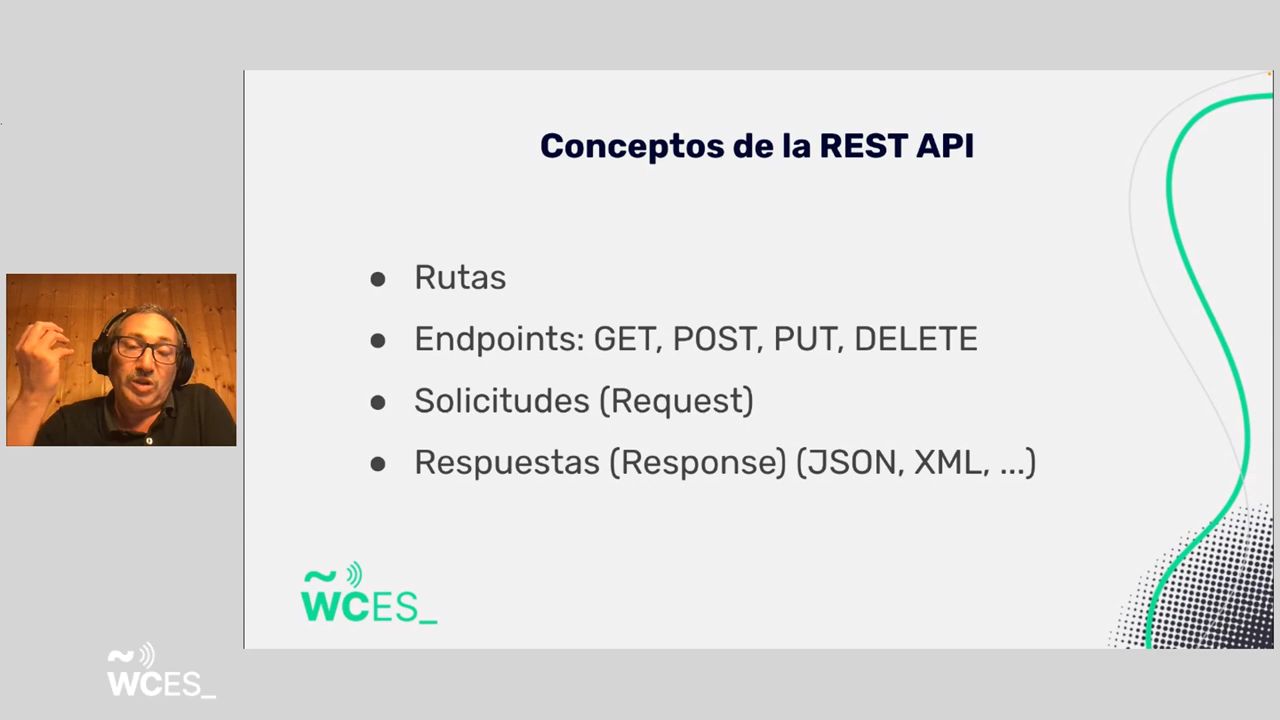 Conceptos de la REST API
● Rutas
● Endpoints: GET, POST, PUT, DELETE
● Solicitudes (Request)
● Respuestas (Response) (JSON, XML, ...)
~ WCES_
~ WCES_